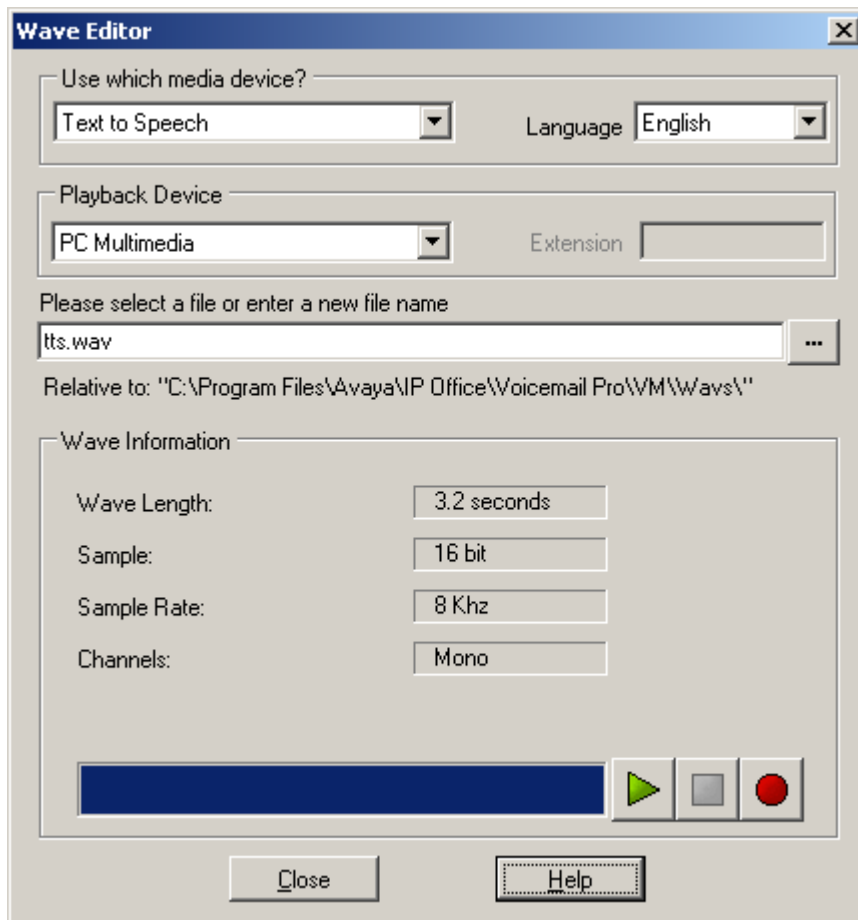 Wave Editor
Use which media device?
Text to Speech
Language
English
Playback Device
PC Multimedia
Extension
Please select a file or enter a new file name
tts.wav
...
Relative to: "C:\Program Files\Avaya\IP Office\Voicemail Pro\VM\Wavs\"
Wave Information
Wave Length:
3.2 seconds
Sample:
16 bit
Sample Rate:
8 Khz
Channels:
Mono
Close
Help